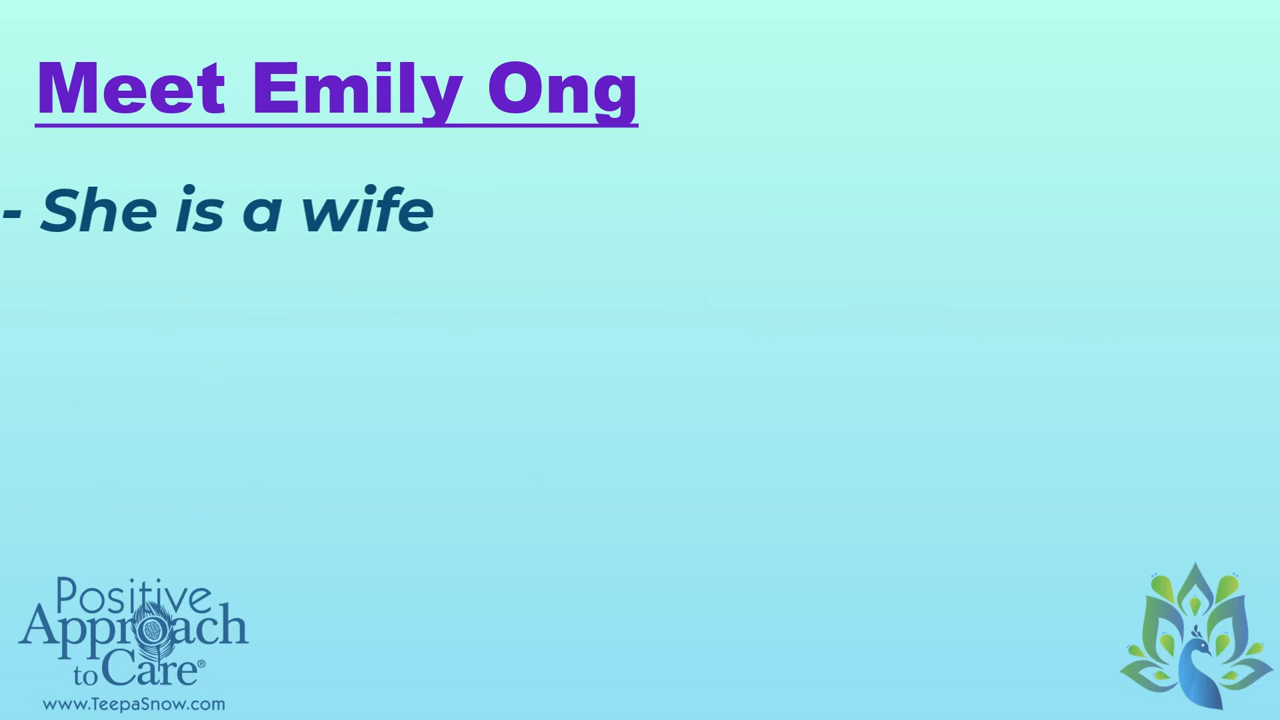 Meet Emily Ong
- She is a wife
Positive
Approach
to Care®
www.TeepaSnow.com